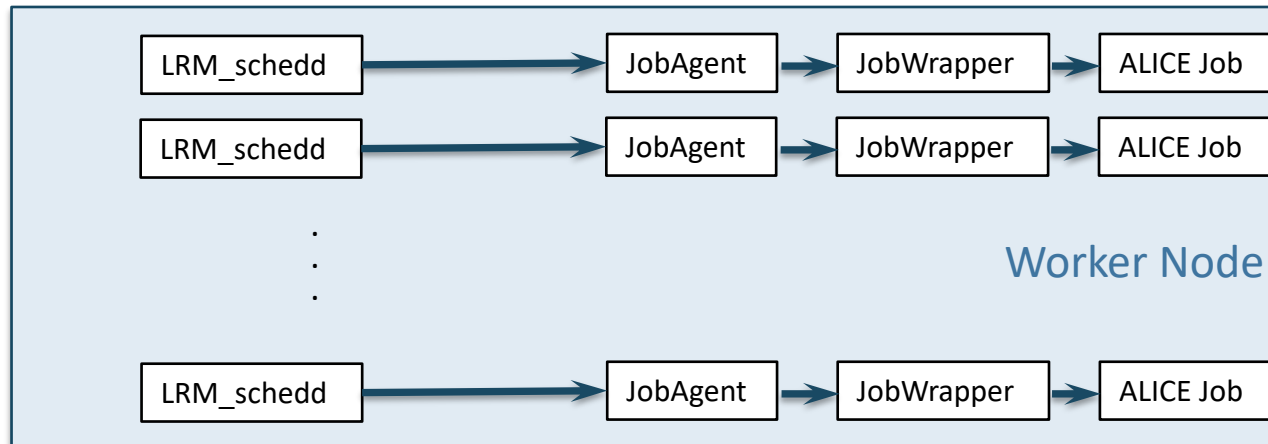 LRM_schedd JobAgent JobWrapper ALICE Job
LRM_schedd JobAgent JobWrapper ALICE Job
.
.
.
Worker Node
LRM_schedd JobAgent JobWrapper ALICE Job